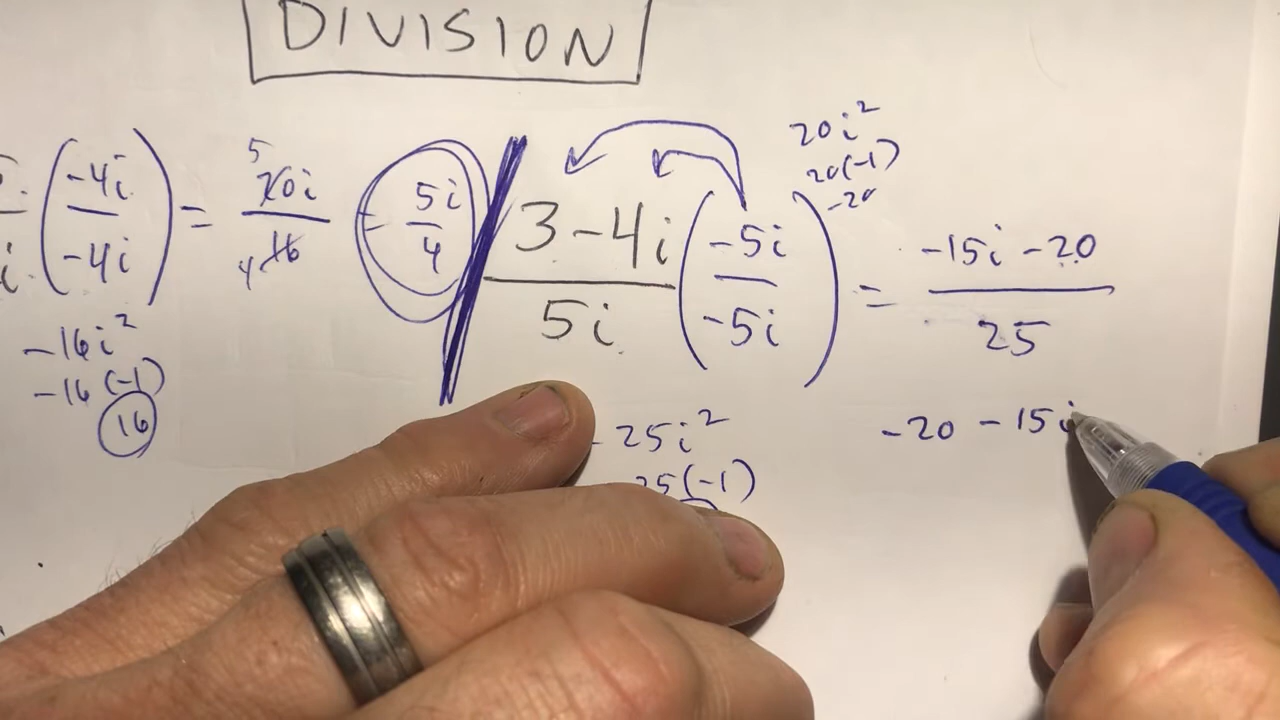 DIVISION
(-4i / -4i) = 20i / 16 = 5i / 4
5
4
-16i²
-16(-1)
16
3-4i / 5i (-5i / -5i) = -15i -20 / 25
20i²
20(-1)
-20
-25i²
25(-1)
-20 -15i